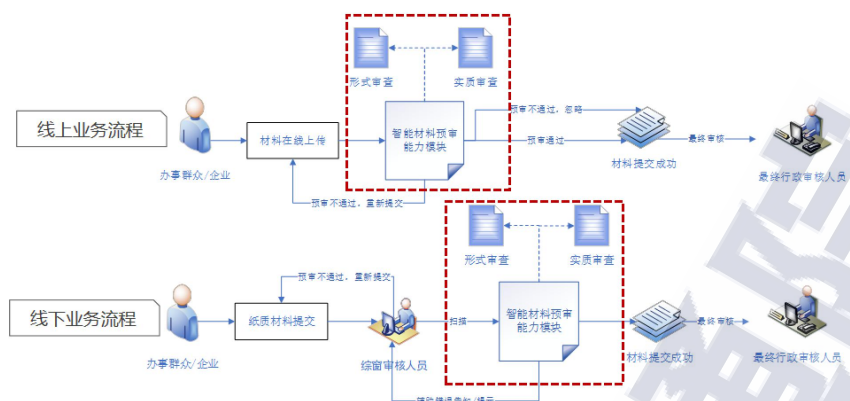 形式审查
实质审查
线上业务流程
办事群众/企业
材料在线上传
智能材料预审
能力模块
预审不通过，忽略
预审通过
材料提交成功
最终审核
最终行政审核人员
预审不通过，重新提交
形式审查
实质审查
线下业务流程
办事群众/企业
预审不通过，重新提交
纸质材料提交
综窗审核人员
扫描
智能材料预审
能力模块
材料提交成功
最终审核
最终行政审核人员